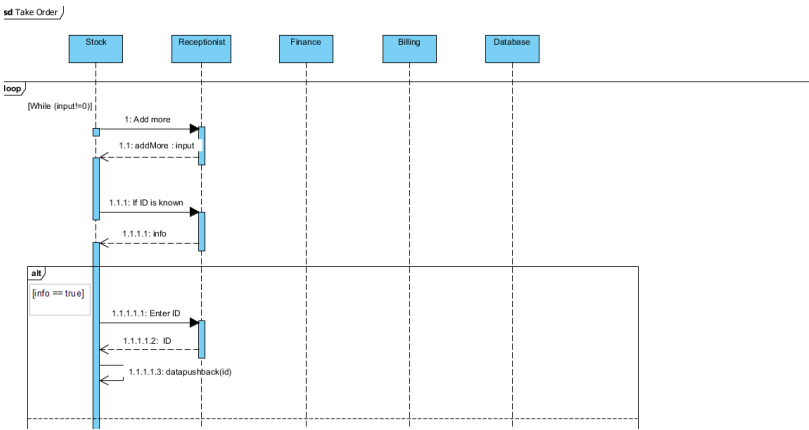 sd Take Order
Stock
Receptionist
Finance
Billing
Database
loop
[While (input!=0)]
1: Add more
1.1: addMore : input
1.1.1: If ID is known
1.1.1.1: info
alt
[info == true]
1.1.1.1.1: Enter ID
1.1.1.1.2: ID
1.1.1.1.3: datapushback(id)